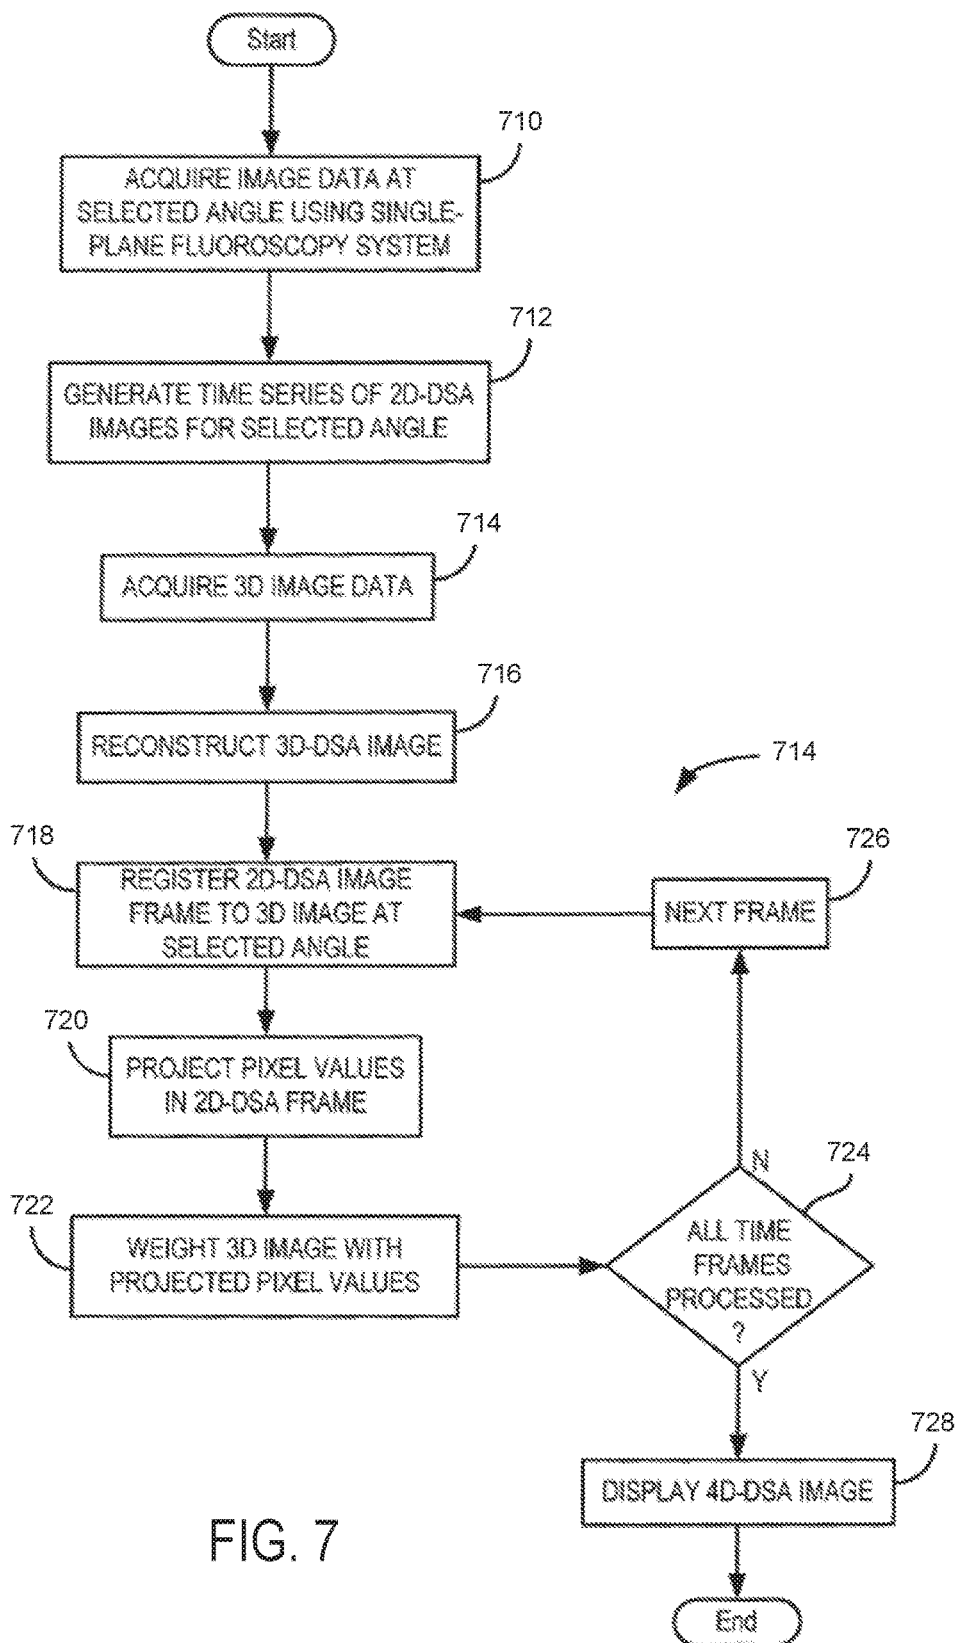 Start
710
ACQUIRE IMAGE DATA AT
SELECTED ANGLE USING SINGLE-
PLANE FLUOROSCOPY SYSTEM
712
GENERATE TIME SERIES OF 2D-DSA
IMAGES FOR SELECTED ANGLE
714
ACQUIRE 3D IMAGE DATA
716
RECONSTRUCT 3D-DSA IMAGE
714
718
REGISTER 2D-DSA IMAGE
FRAME TO 3D IMAGE AT
SELECTED ANGLE
726
NEXT FRAME
720
PROJECT PIXEL VALUES
IN 2D-DSA FRAME
722
WEIGHT 3D IMAGE WITH
PROJECTED PIXEL VALUES
724
N
ALL TIME
FRAMES
PROCESSED
?
Y
728
DISPLAY 4D-DSA IMAGE
End
FIG. 7